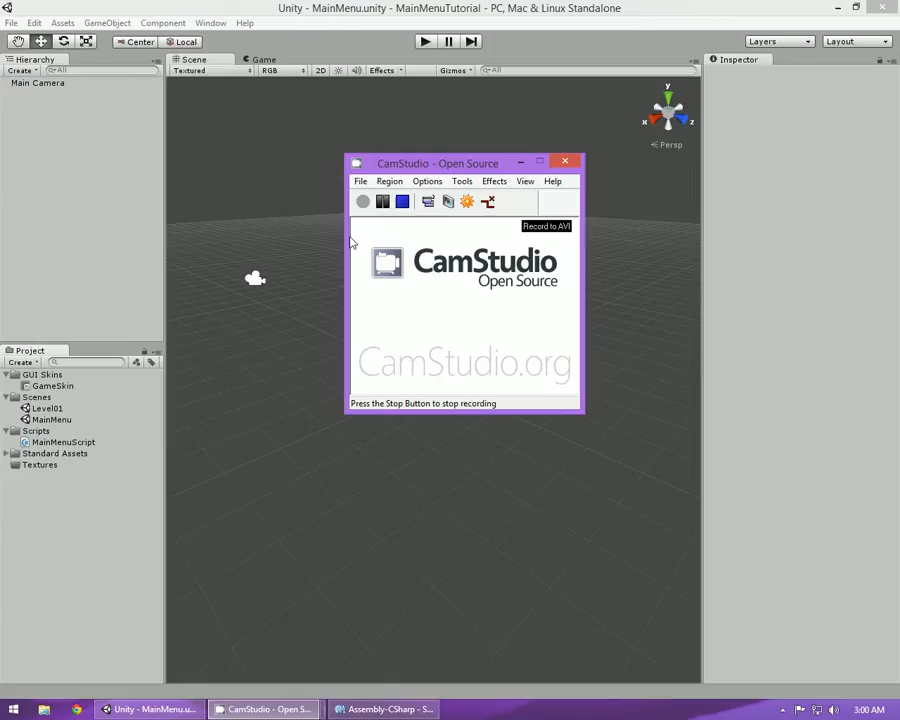 Unity - MainMenu.unity - MainMenuTutorial - PC, Mac & Linux Standalone
File Edit Assets GameObject Component Window Help
Center Local Layers Layout
Hierarchy Scene Game Inspector
Create All Textured RGB 2D Effects Gizmos All
Main Camera
y
x z
Persp
CamStudio - Open Source
File Region Options Tools Effects View Help
Record to AVI
CamStudio
Open Source
CamStudio.org
Press the Stop Button to stop recording
Project
Create
GUI Skins
GameSkin
Scenes
Level01
MainMenu
Scripts
MainMenuScript
Standard Assets
Textures
Unity - MainMenu.u... CamStudio - Open S... Assembly-CSharp - S... 3:00 AM